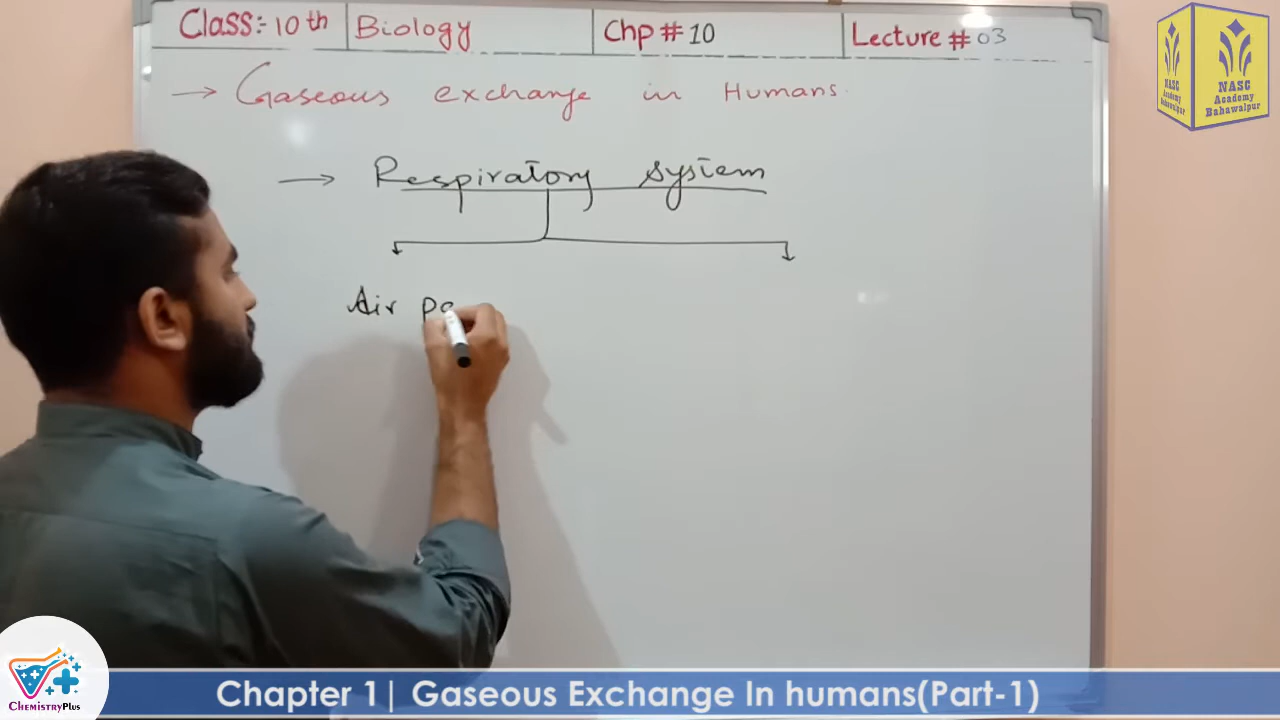 Class:- 10th Biology Chp # 10 Lecture # 03
→ Gaseous exchange in Humans.
→ Respiratory System
Air pa
NASC Academy Bahawalpur
NASC Academy Bahawalpur
ChemistryPlus
Chapter 1| Gaseous Exchange In humans(Part-1)